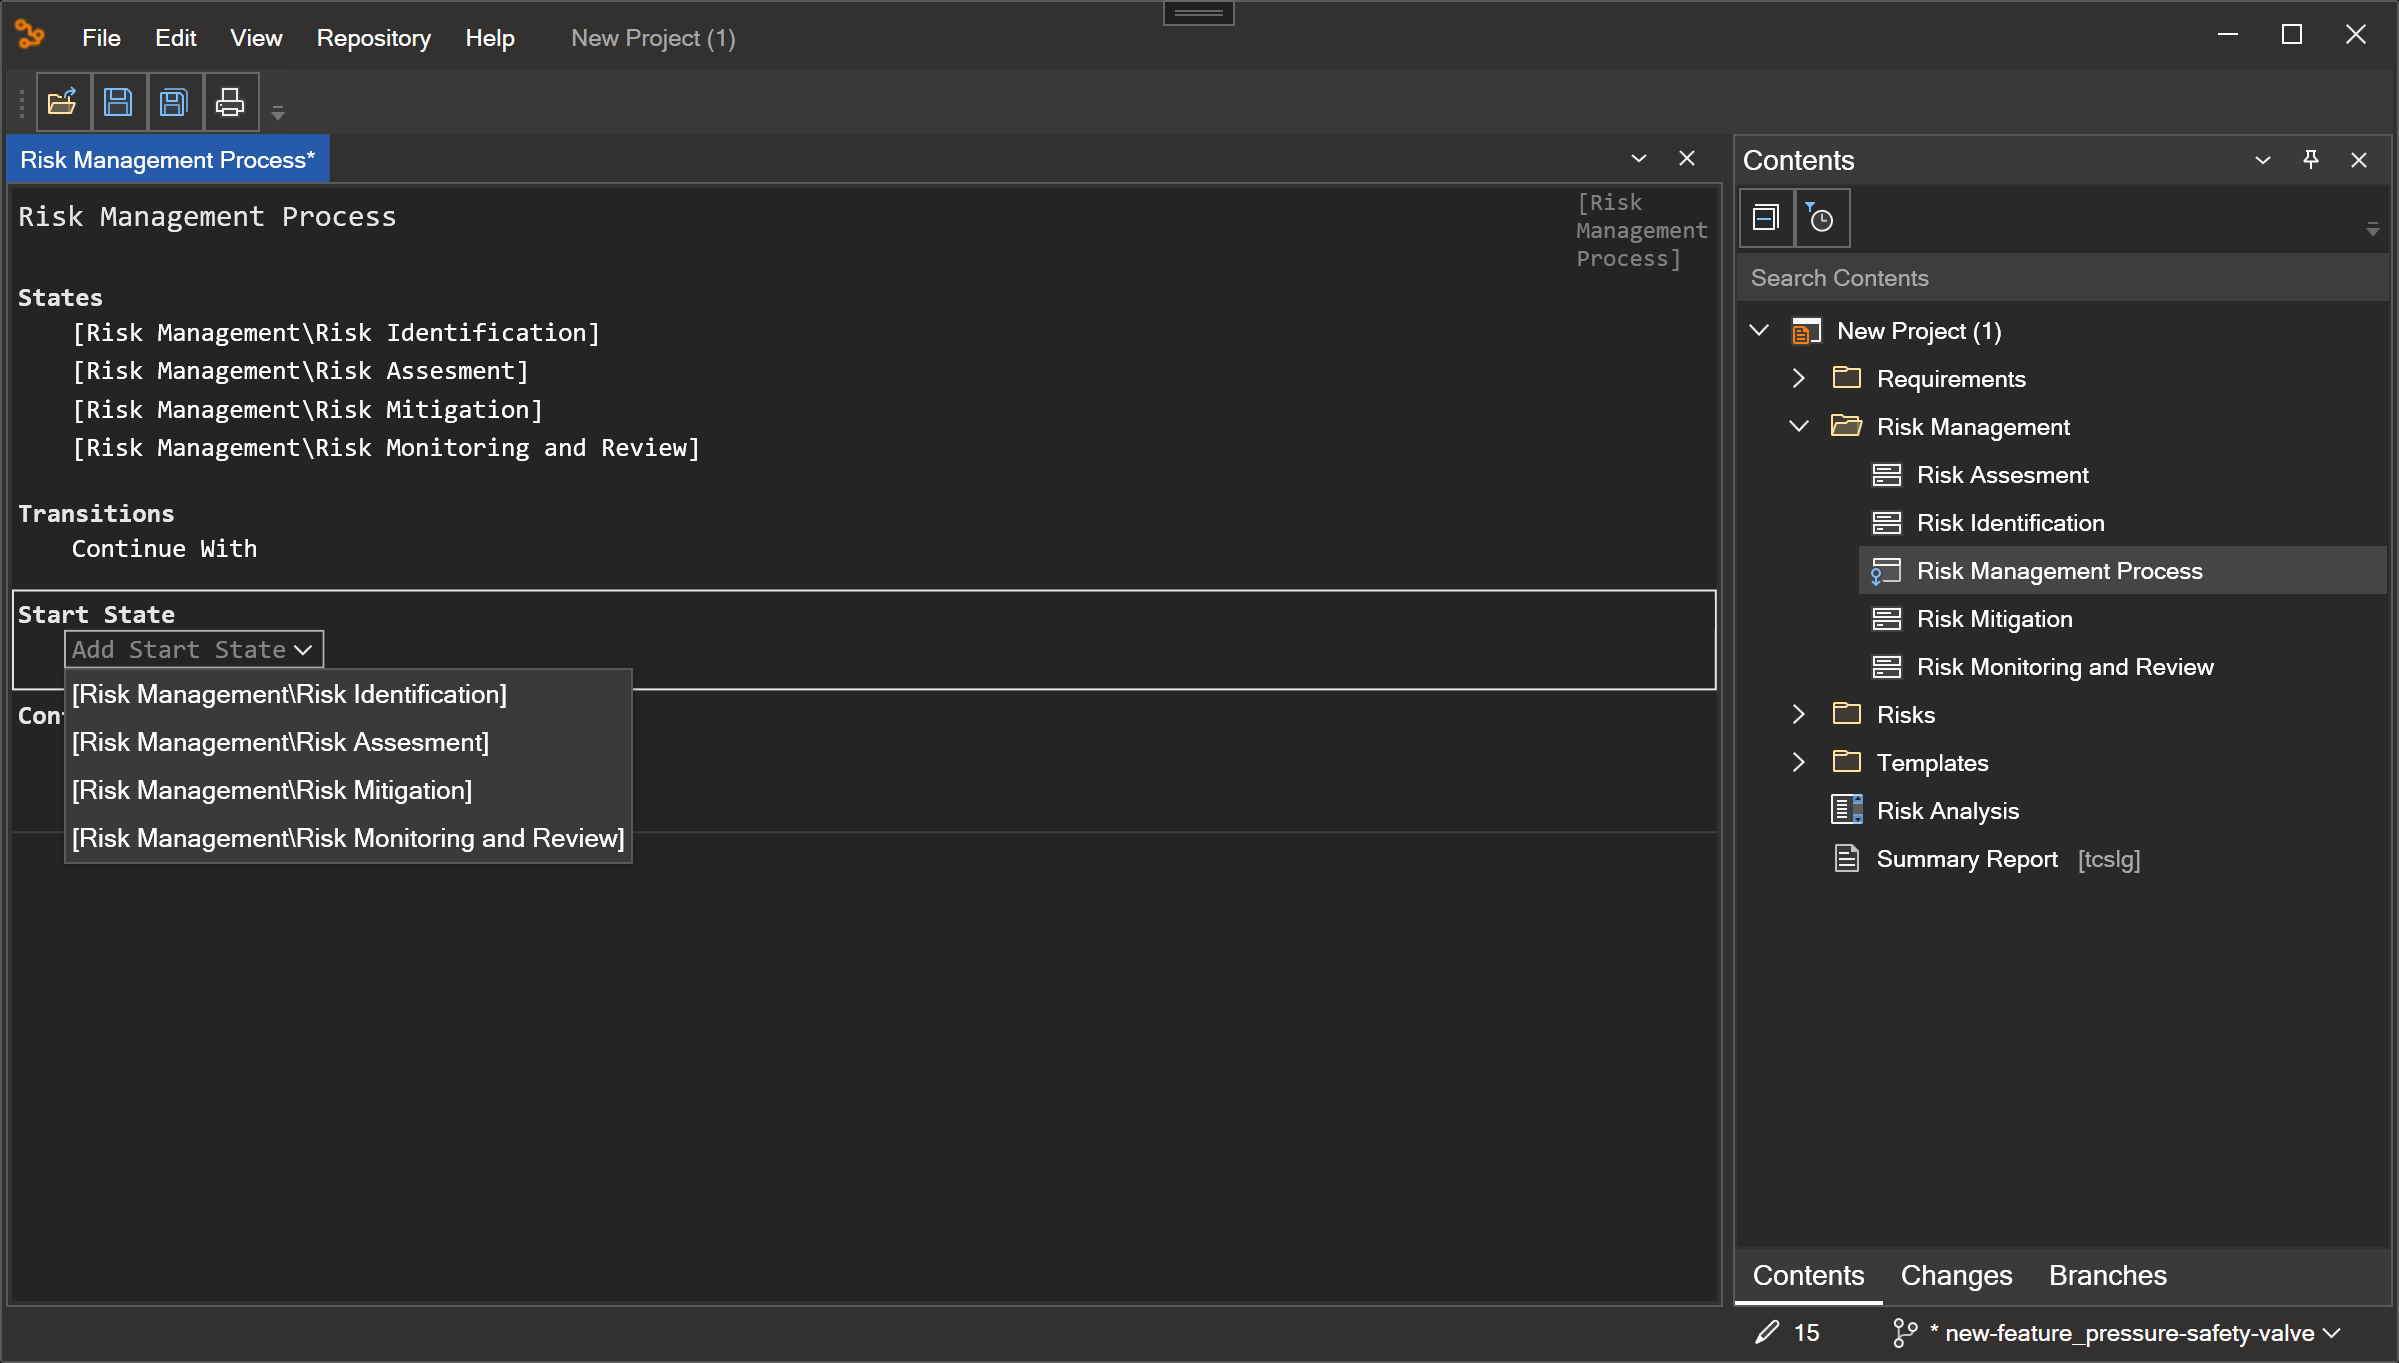 File Edit View Repository Help New Project (1)
Risk Management Process*
Risk Management Process
[Risk
Management
Process]
States
[Risk Management\Risk Identification]
[Risk Management\Risk Assesment]
[Risk Management\Risk Mitigation]
[Risk Management\Risk Monitoring and Review]
Transitions
Continue With
Start State
Add Start State
[Risk Management\Risk Identification]
[Risk Management\Risk Assesment]
[Risk Management\Risk Mitigation]
[Risk Management\Risk Monitoring and Review]
Contents
Search Contents
New Project (1)
Requirements
Risk Management
Risk Assesment
Risk Identification
Risk Management Process
Risk Mitigation
Risk Monitoring and Review
Risks
Templates
Risk Analysis
Summary Report [tcslg]
Contents Changes Branches
15 * new-feature_pressure-safety-valve